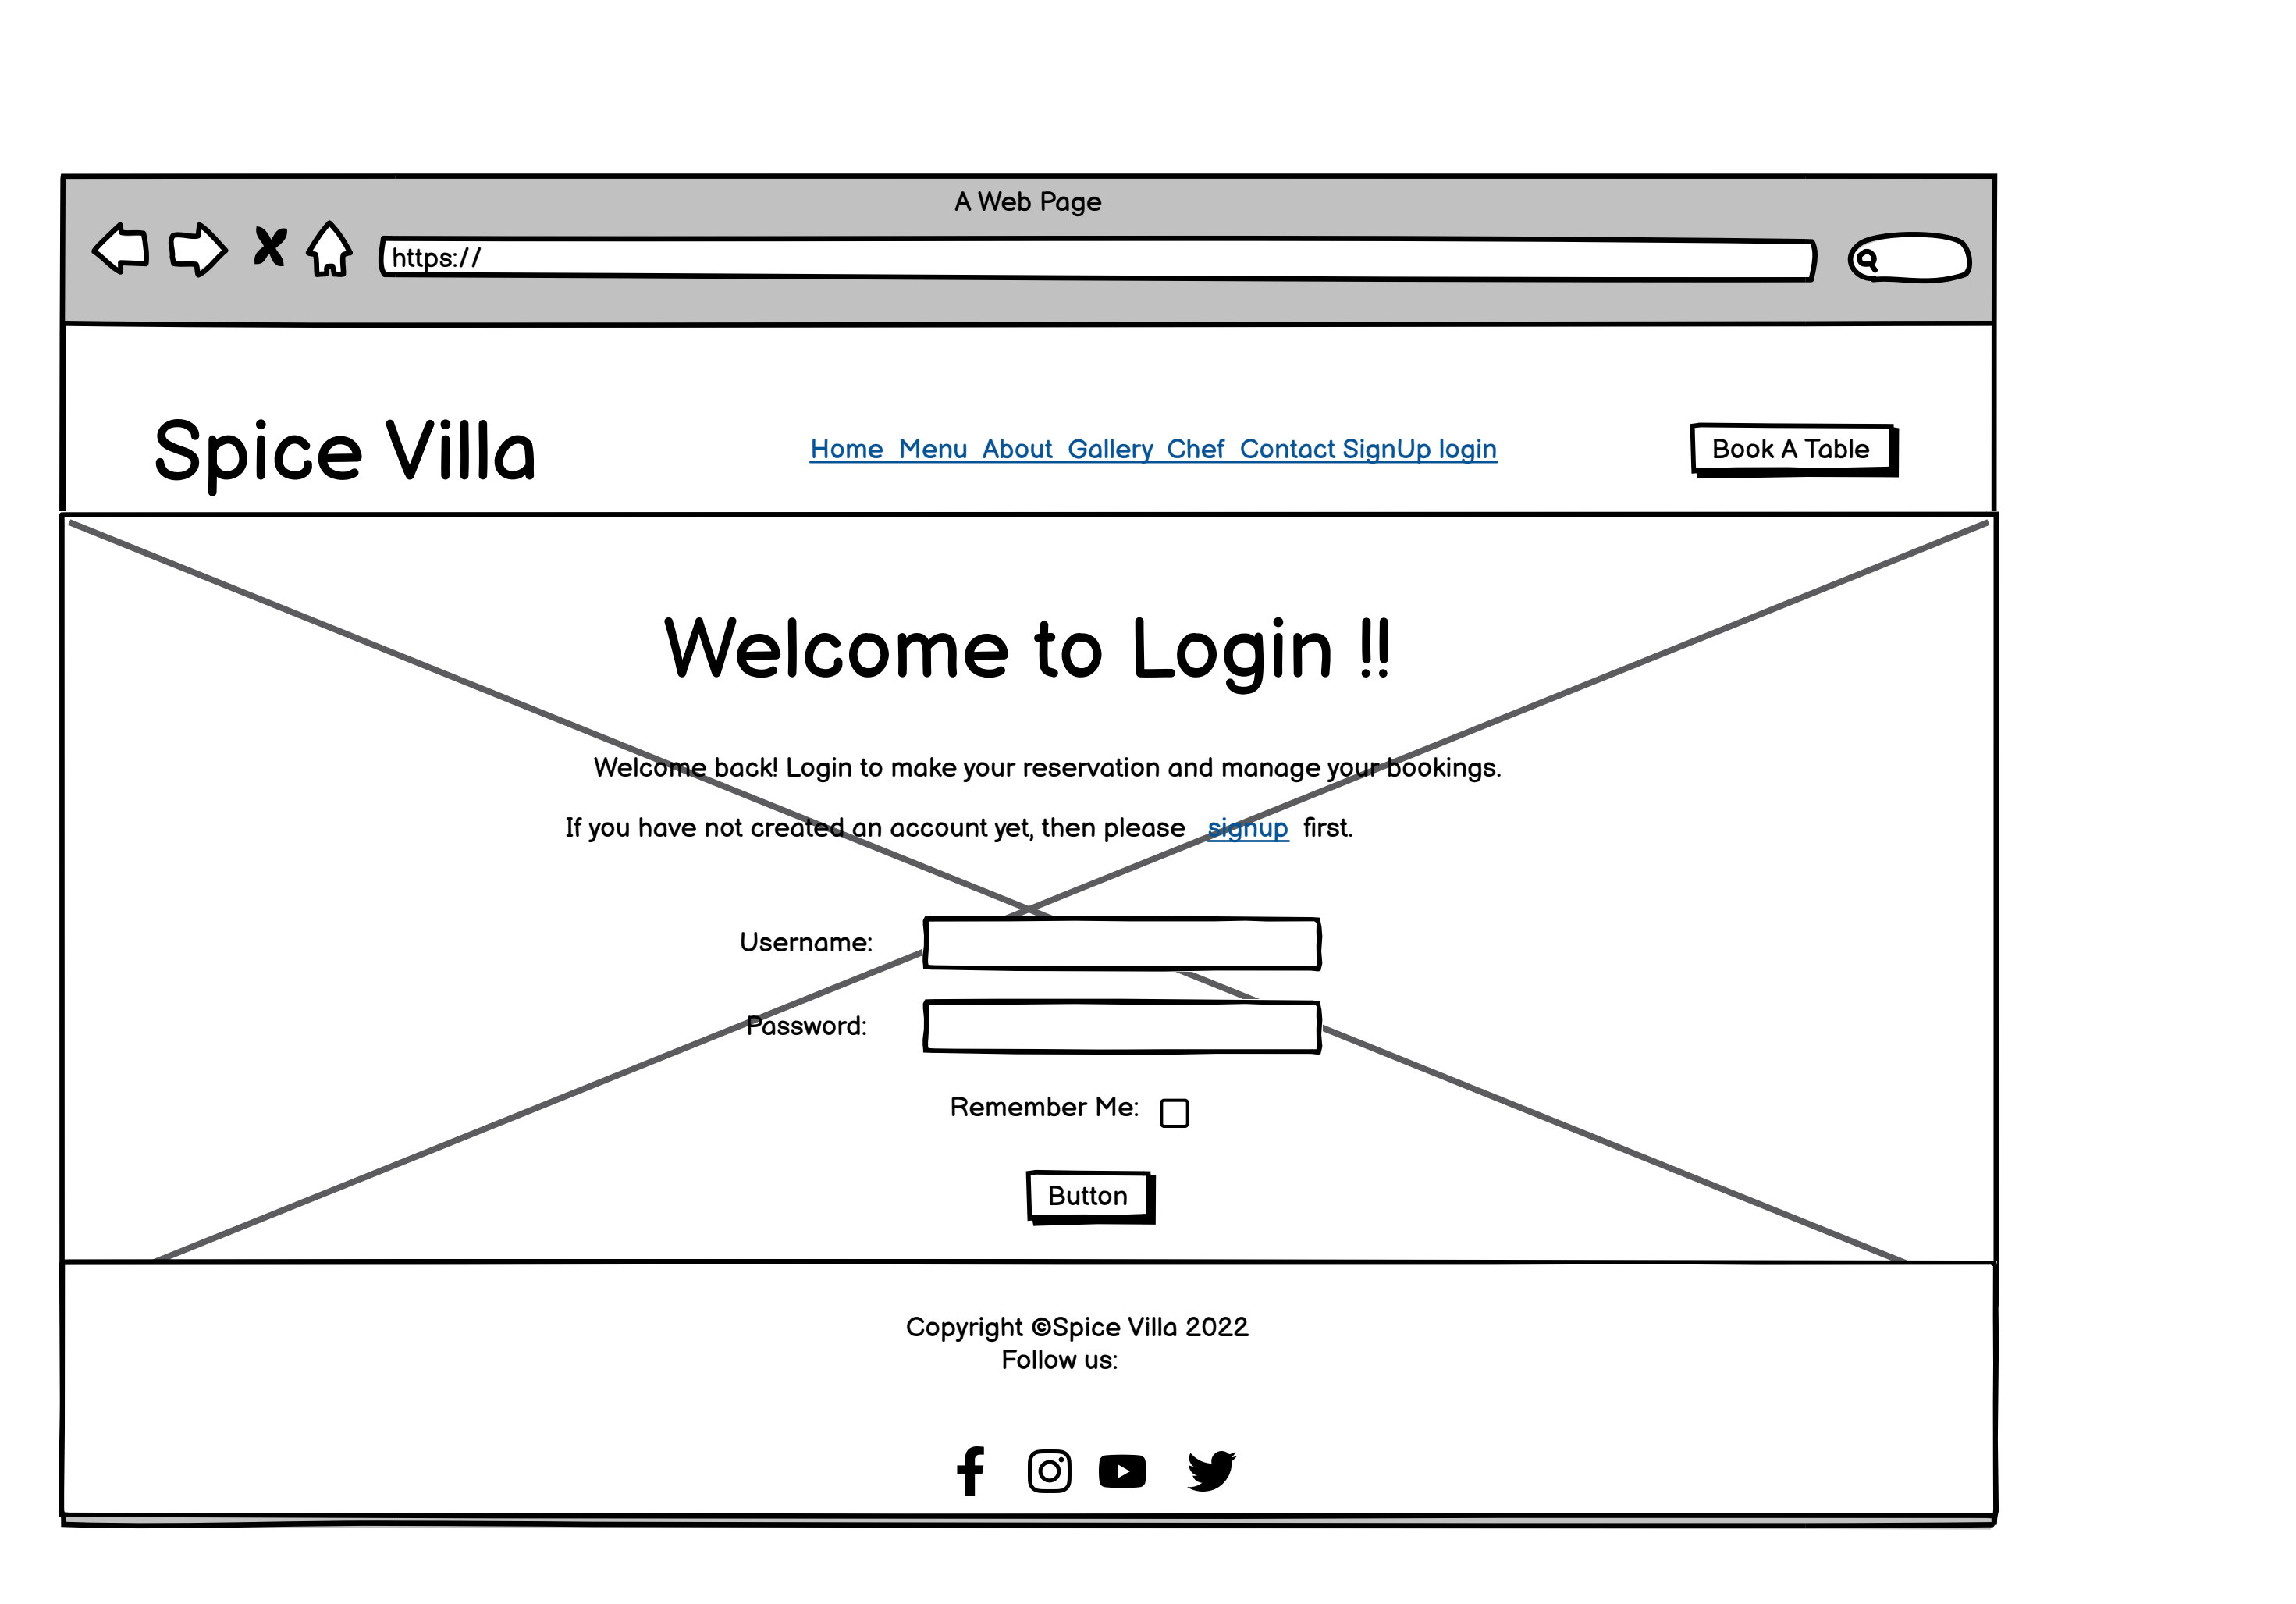 A Web Page
https://
Spice Villa
Home Menu About Gallery Chef Contact SignUp login
Book A Table
Welcome to Login !!
Welcome back! Login to make your reservation and manage your bookings.
If you have not created an account yet, then please signup first.
Username:
Password:
Remember Me:
Button
Copyright ©Spice Villa 2022
Follow us: